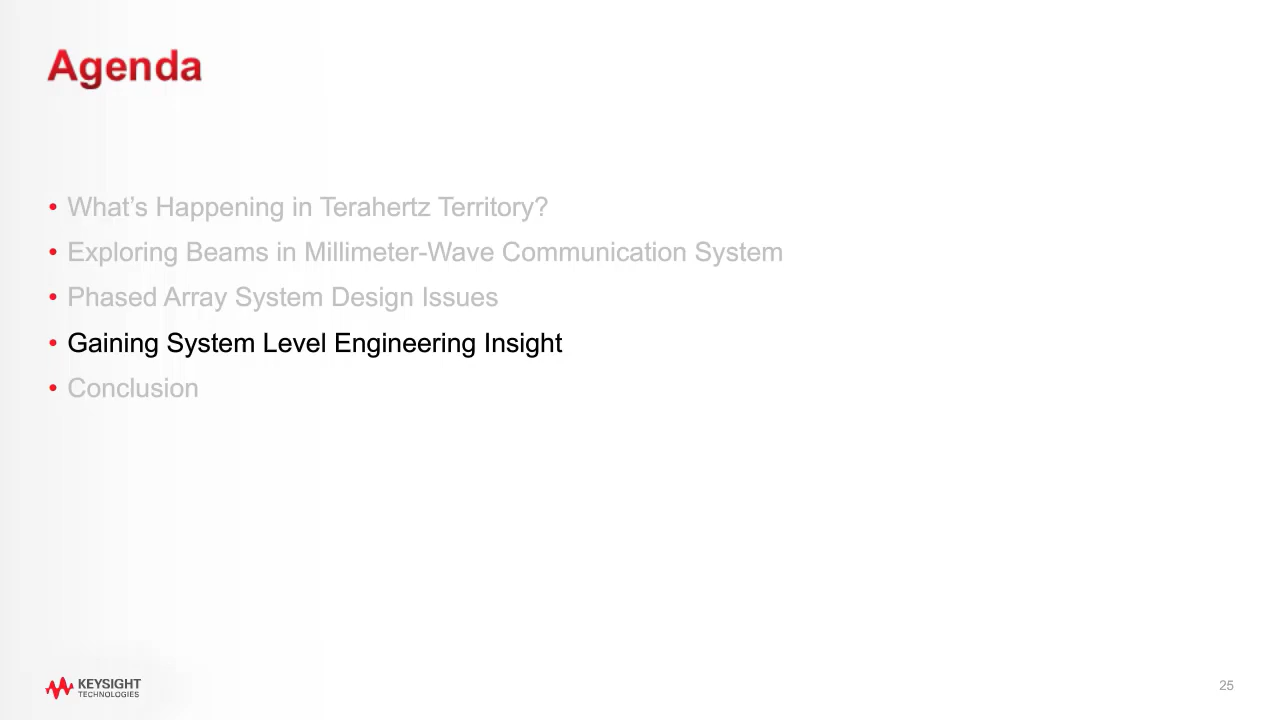 Agenda
• What's Happening in Terahertz Territory?
• Exploring Beams in Millimeter-Wave Communication System
• Phased Array System Design Issues
• Gaining System Level Engineering Insight
• Conclusion
KEYSIGHT
TECHNOLOGIES
25